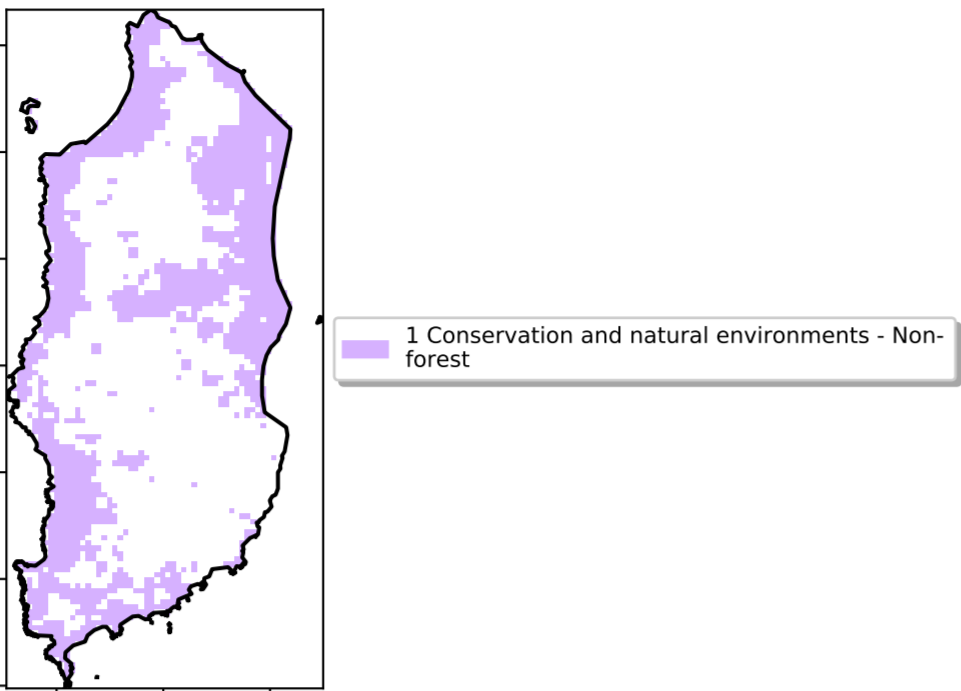 1 Conservation and natural environments - Non-
forest